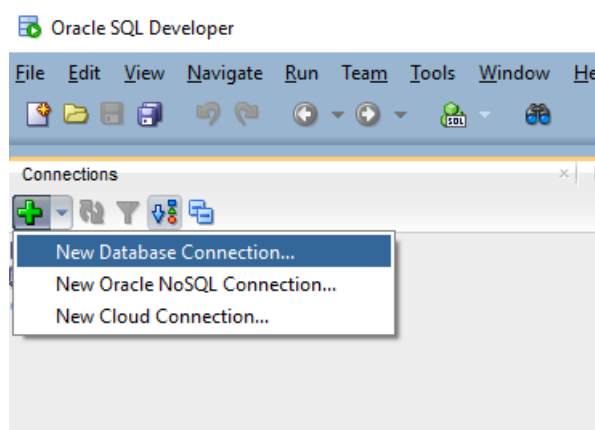 Oracle SQL Developer
File Edit View Navigate Run Team Tools Window He
SQL
Connections
New Database Connection...
New Oracle NoSQL Connection...
New Cloud Connection...